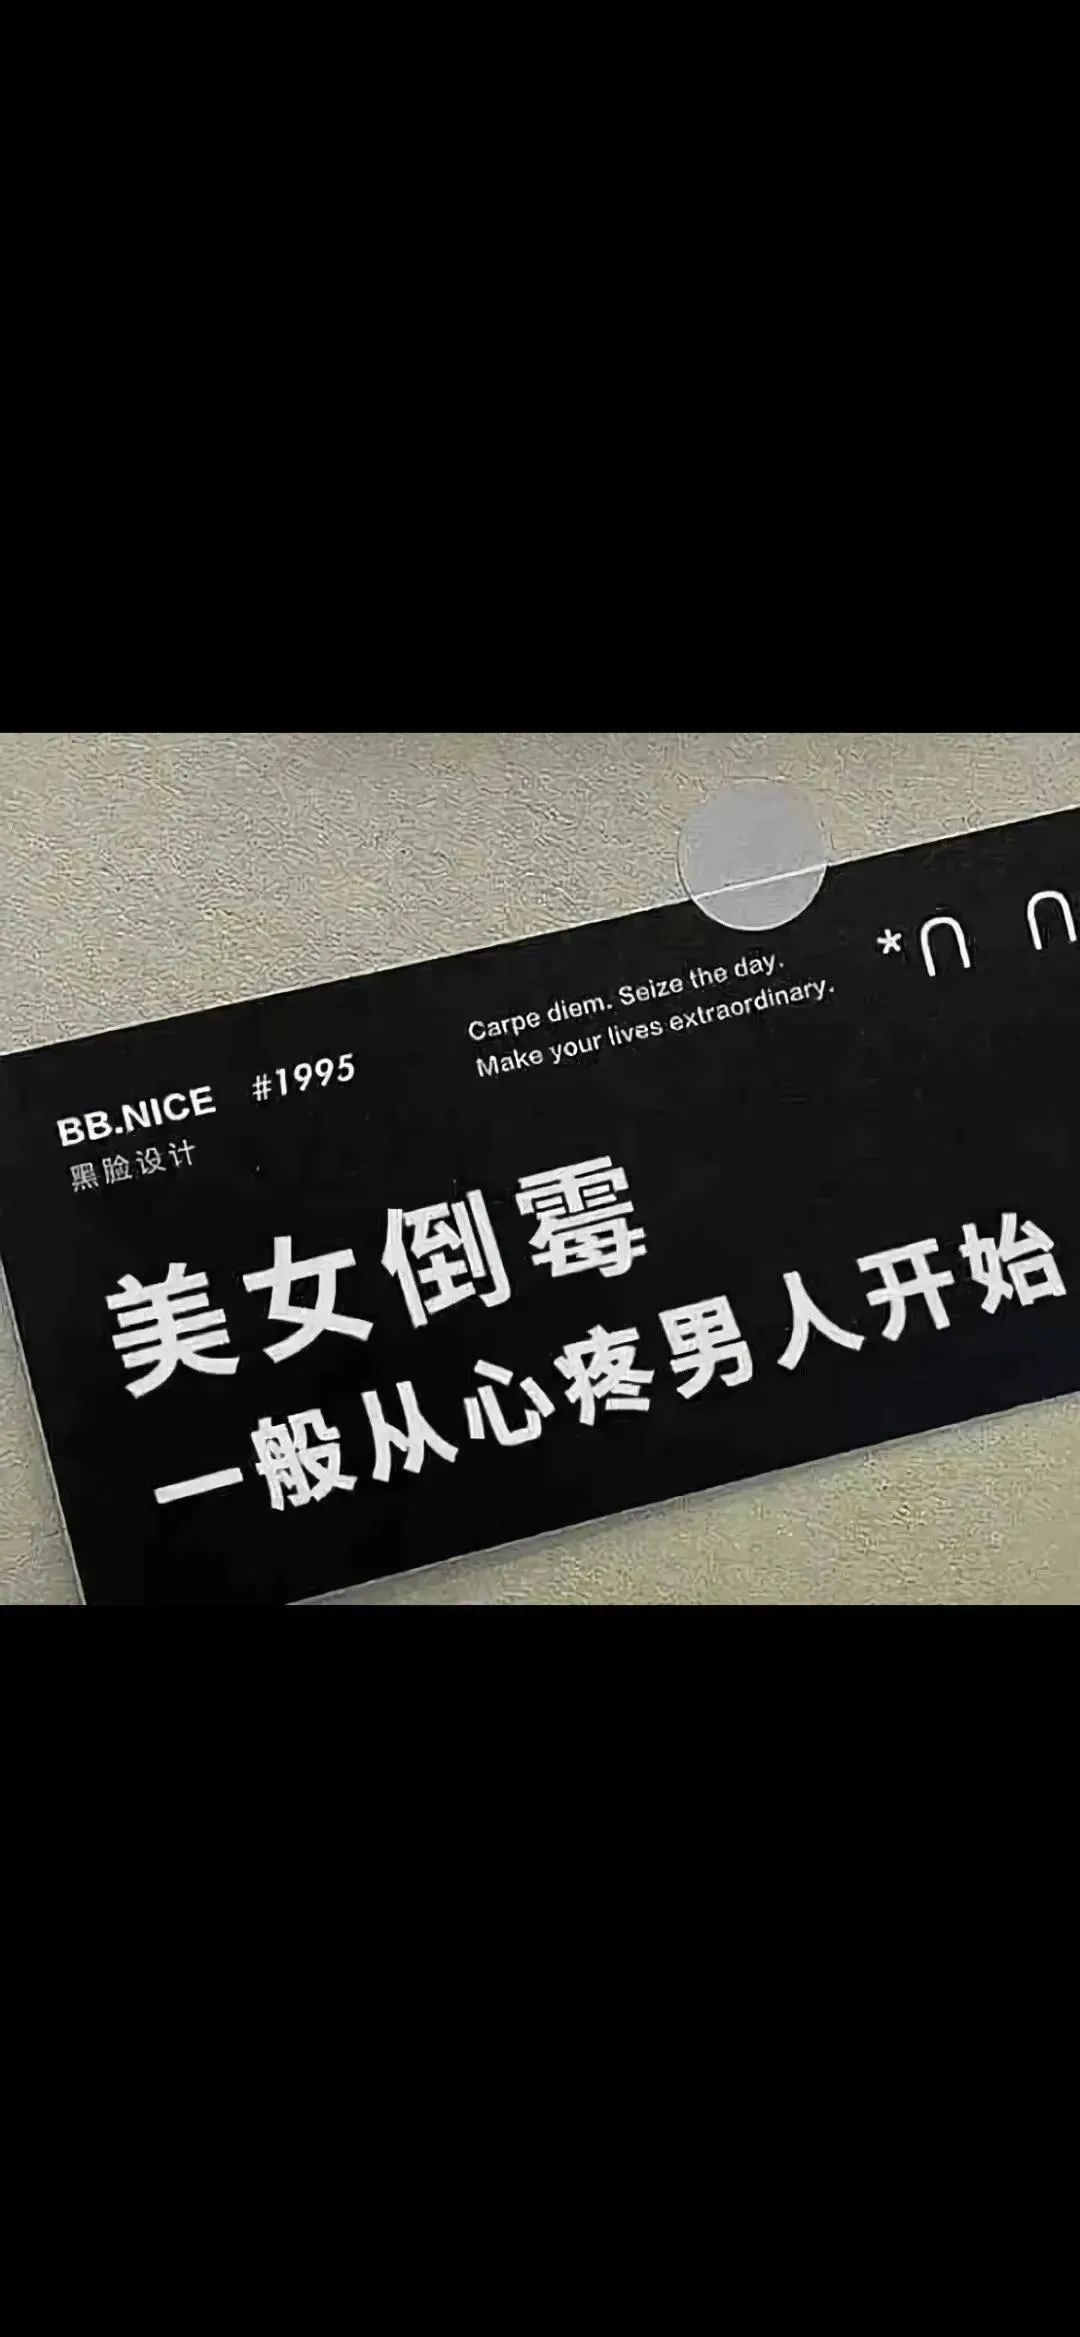 BB.NICE #1995
黑脸设计
Carpe diem. Seize the day.
Make your lives extraordinary.
*∩ ∩
美女倒霉
一般从心疼男人开始